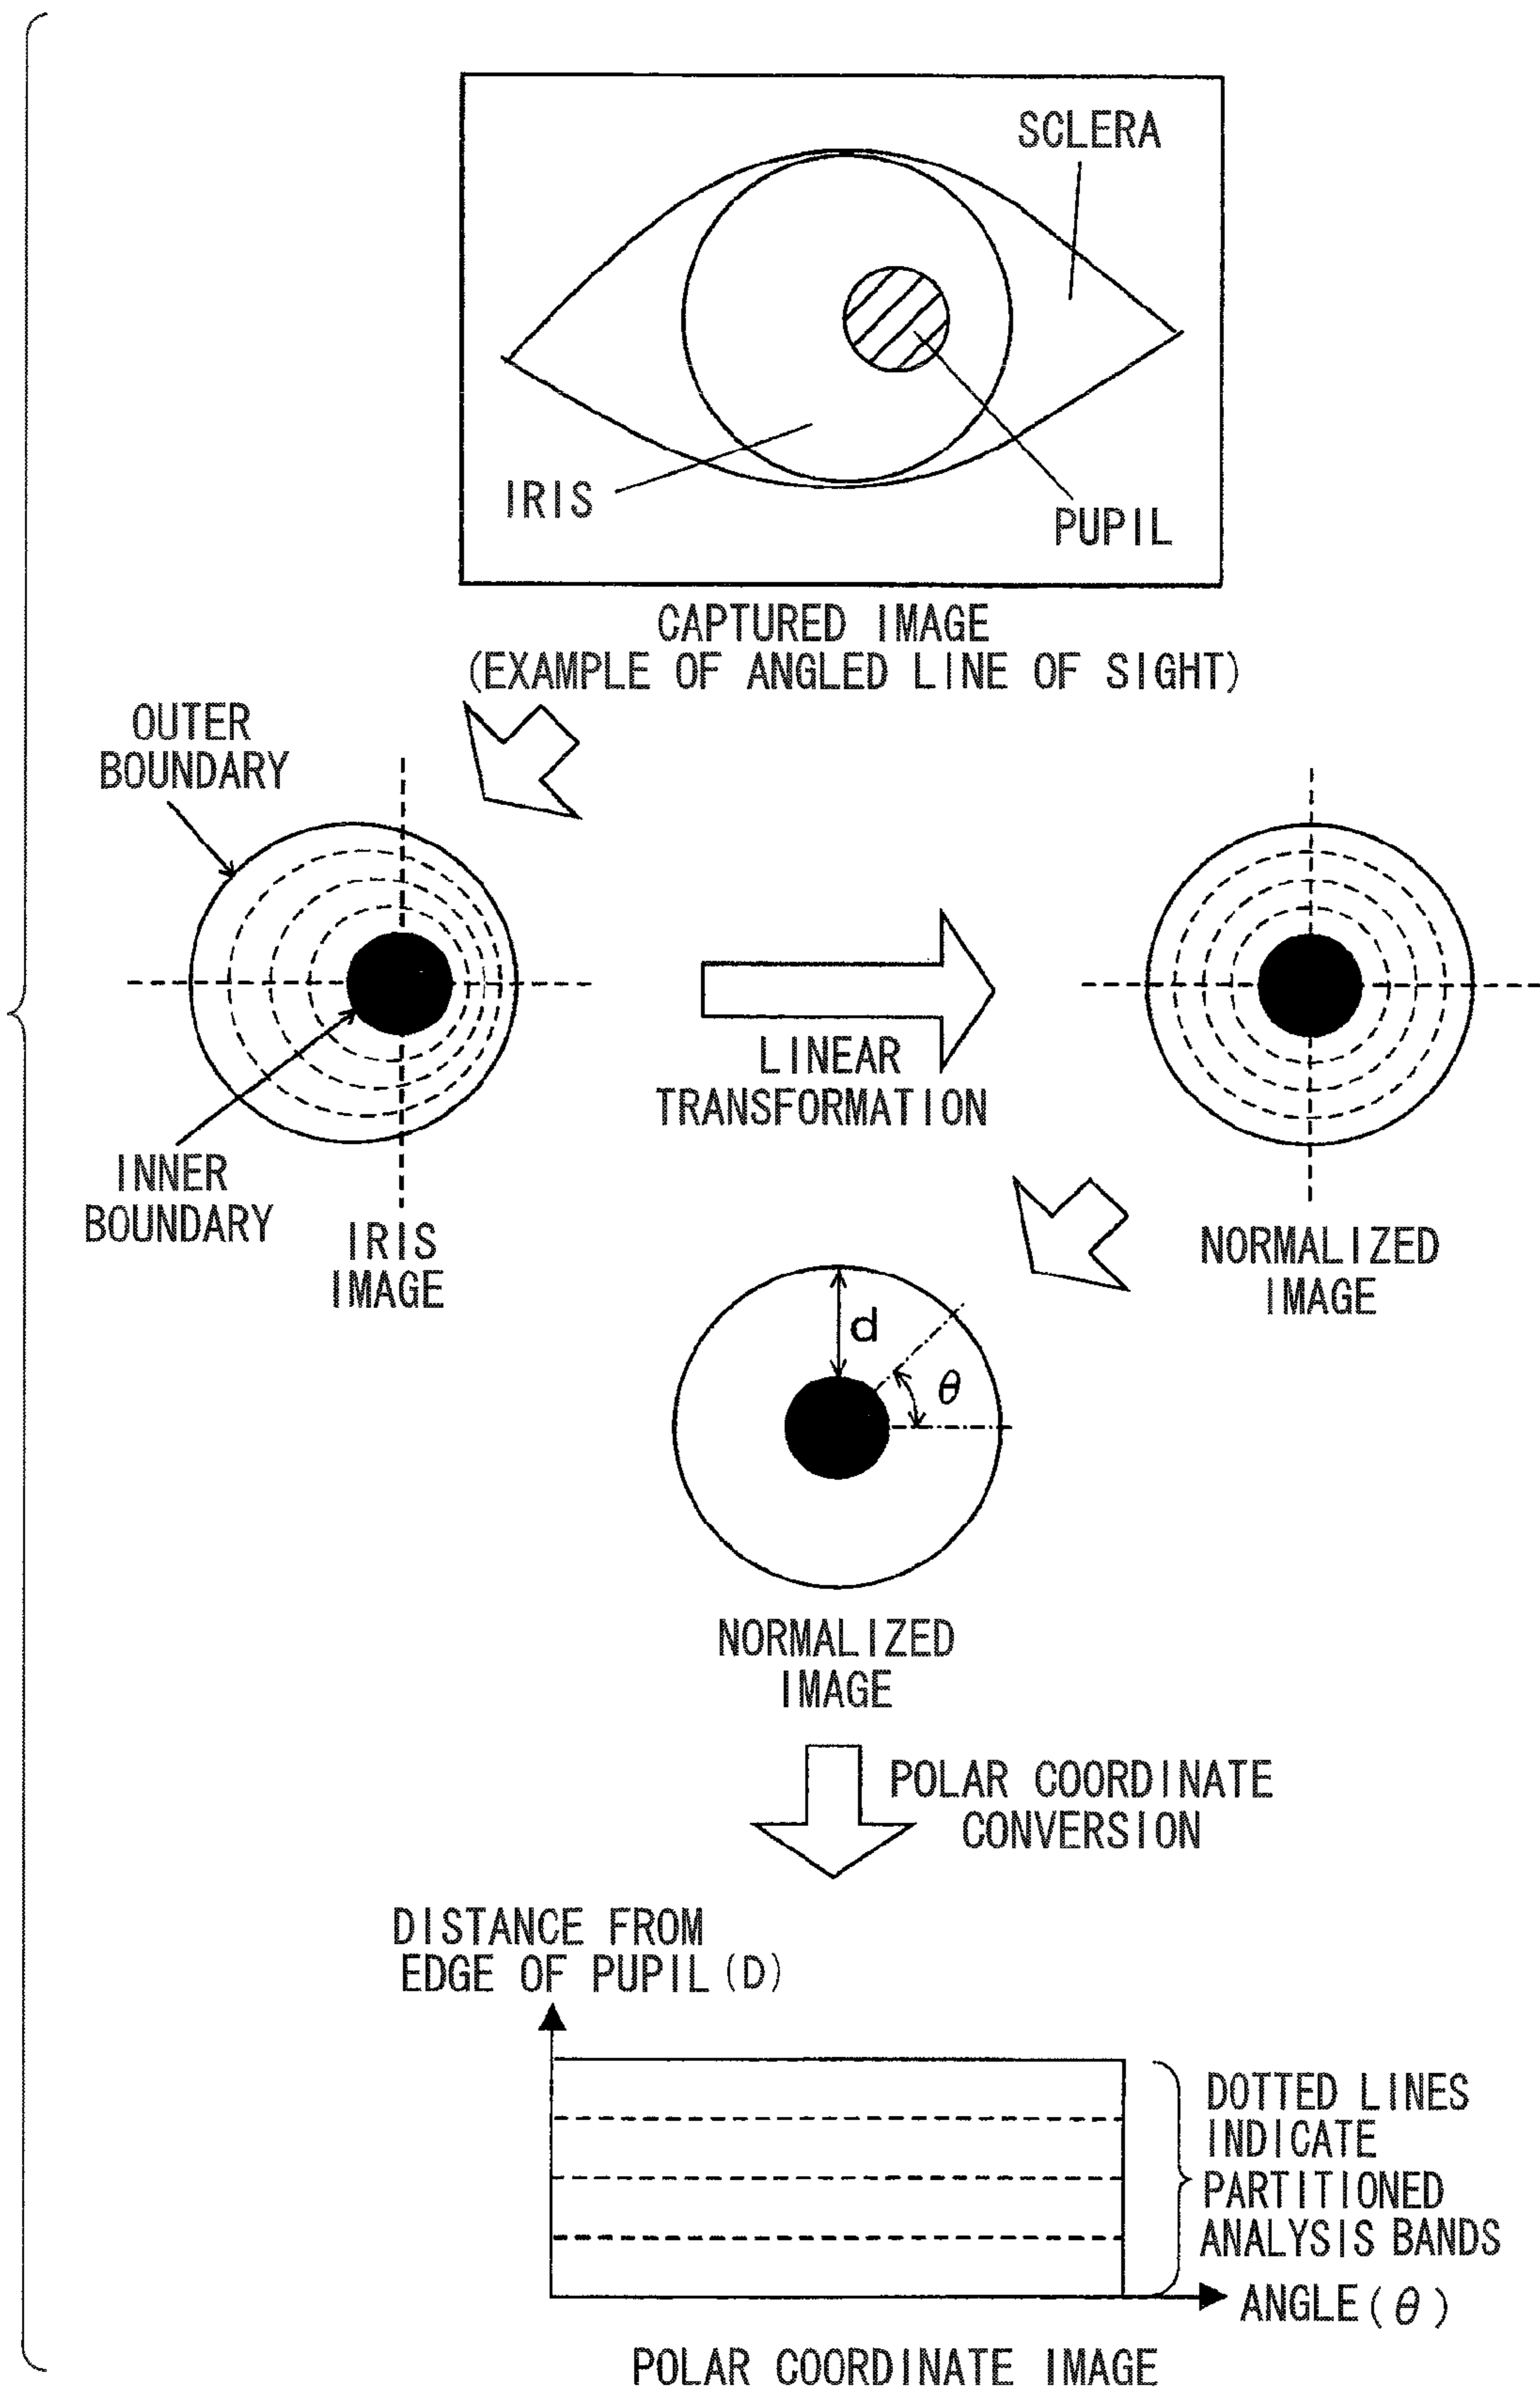 SCLERA
IRIS
PUPIL
CAPTURED IMAGE
(EXAMPLE OF ANGLED LINE OF SIGHT)
OUTER
BOUNDARY
INNER
BOUNDARY
IRIS
IMAGE
LINEAR
TRANSFORMATION
NORMALIZED
IMAGE
d
θ
NORMALIZED
IMAGE
POLAR COORDINATE
CONVERSION
DISTANCE FROM
EDGE OF PUPIL (D)
DOTTED LINES
INDICATE
PARTITIONED
ANALYSIS BANDS
ANGLE (θ)
POLAR COORDINATE IMAGE